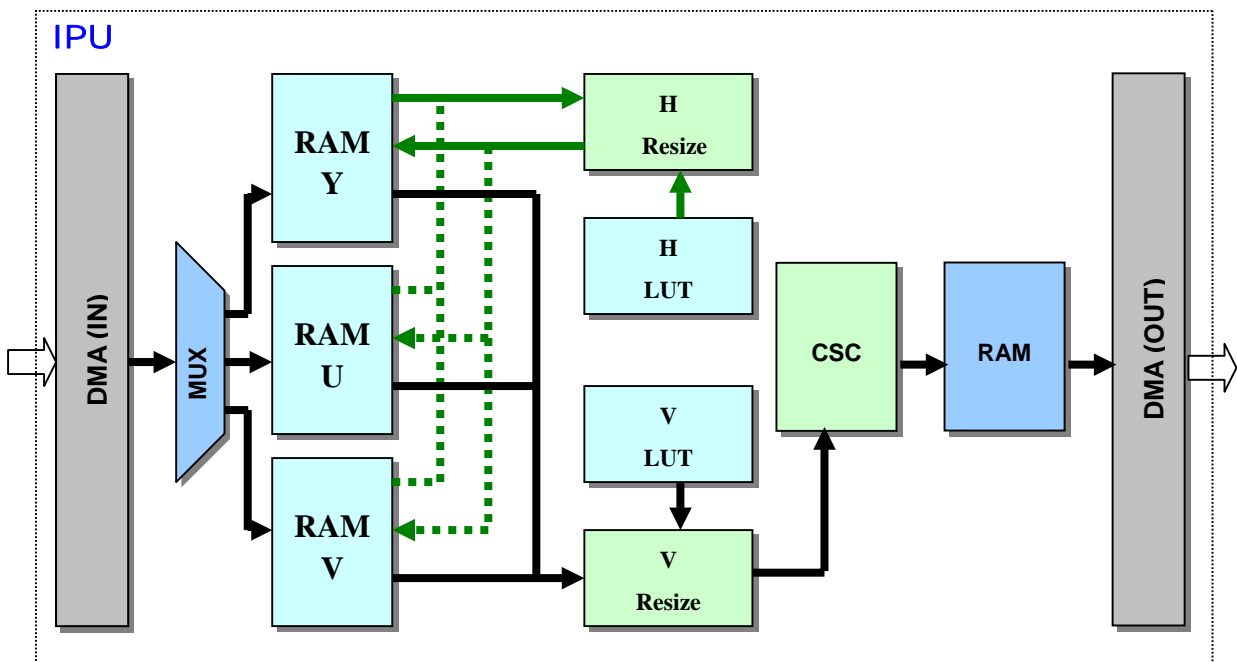 IPU
DMA (IN)
MUX
RAM
Y
RAM
U
RAM
V
H
Resize
H
LUT
V
LUT
V
Resize
CSC
RAM
DMA (OUT)